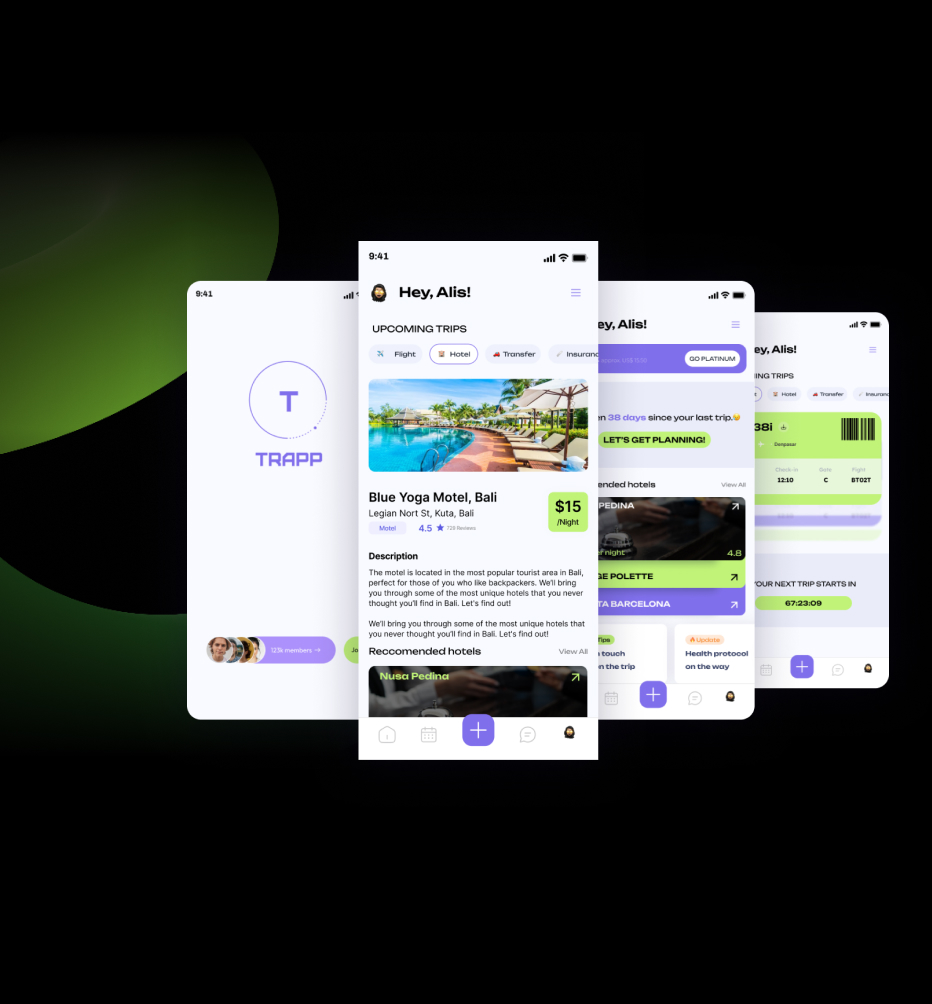 9:41
T
TRAPP
123k members →
Jo
9:41
Hey, Alis!
UPCOMING TRIPS
Flight
Hotel
Transfer
Insuranc
Blue Yoga Motel, Bali
Legian Nort St, Kuta, Bali
Motel
4.5 ★ 729 Reviews
$15
/Night
Description
The motel is located in the most popular tourist area in Bali,
perfect for those of you who like backpackers. We'll bring
you through some of the most unique hotels that you never
thought you'll find in Bali. Let's find out!
We'll bring you through some of the most unique hotels that
you never thought you'll find in Bali. Let's find out!
Reccomended hotels
View All
Nusa Pedina
ey, Alis!
approx. US$ 1510
GO PLATINUM
en 38 days since your last trip.
LET'S GET PLANNING!
ended hotels
View All
PEDINA
night
4.8
GE POLETTE
TA BARCELONA
Tips
touch
n the trip
Update
Health protocol
on the way
ey, Alis!
ING TRIPS
t
Hotel
Transfer
Insuranc
38i
Denpasar
Check-in
Gate
Flight
12:10
C
BT02T
OUR NEXT TRIP STARTS IN
67:23:09